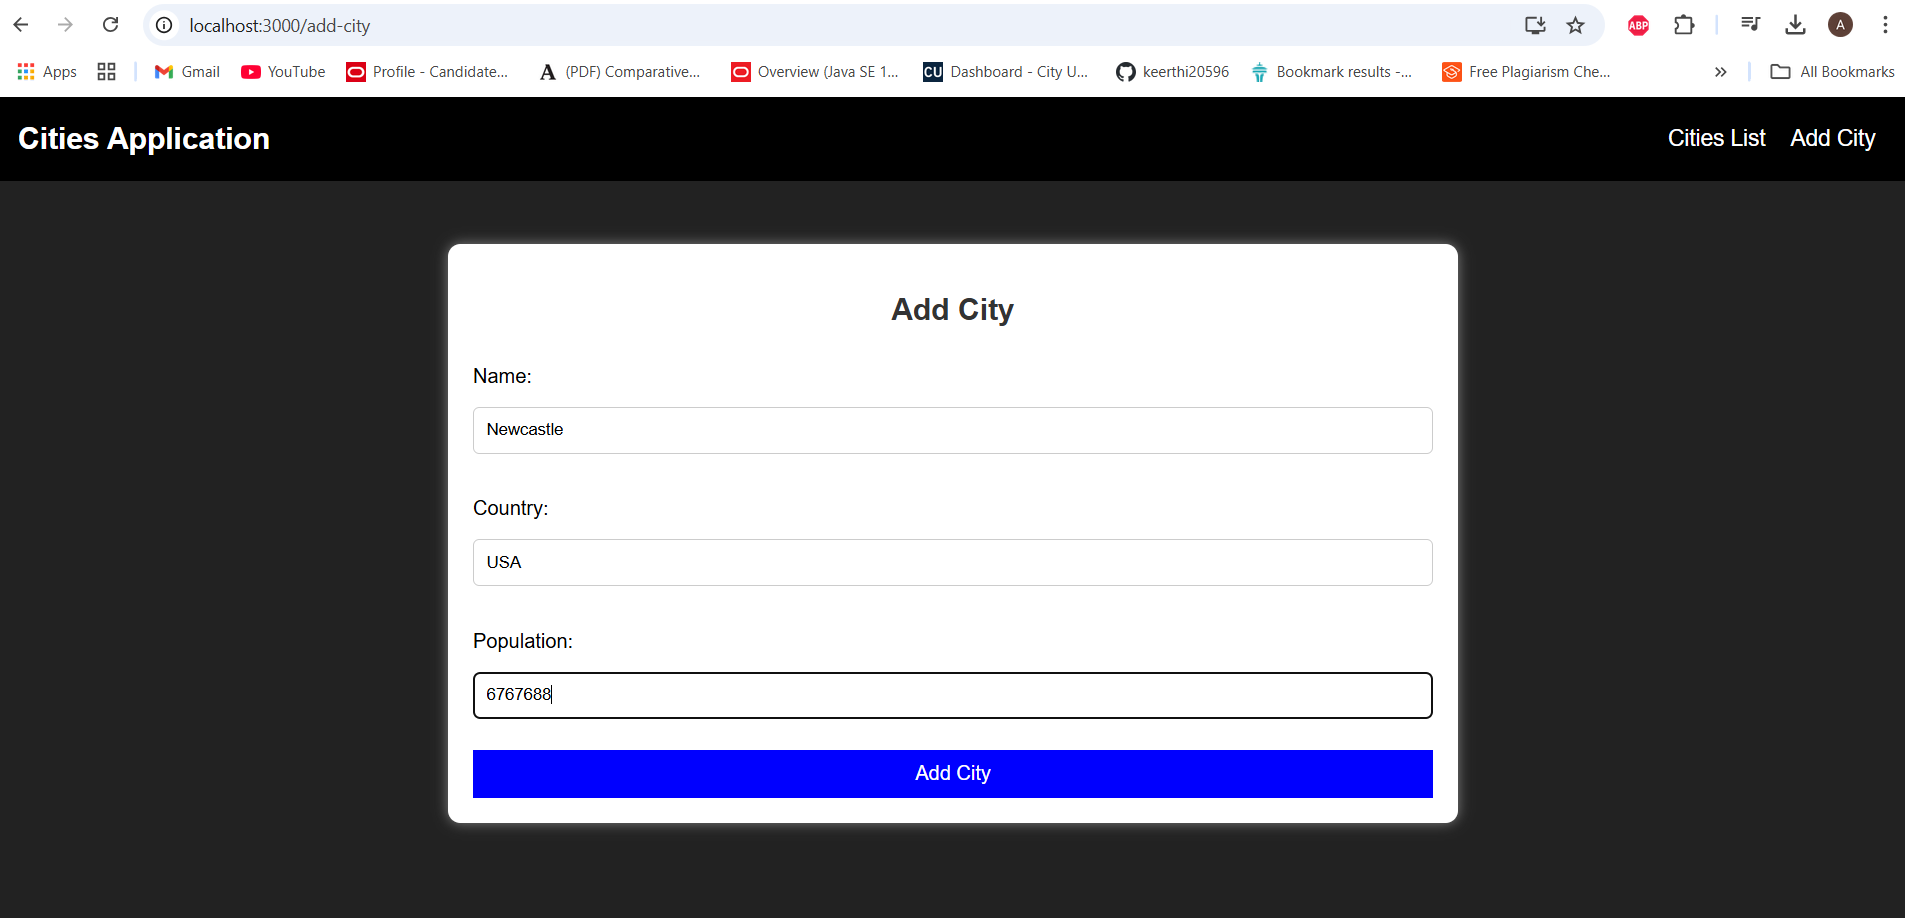 localhost:3000/add-city
ABP
A
Apps Gmail YouTube Profile - Candidate... A (PDF) Comparative... Overview (Java SE 1... CU Dashboard - City U... keerthi20596 Bookmark results -... Free Plagiarism Che... » All Bookmarks
Cities Application Cities List Add City
Add City
Name:
Newcastle
Country:
USA
Population:
6767688
Add City